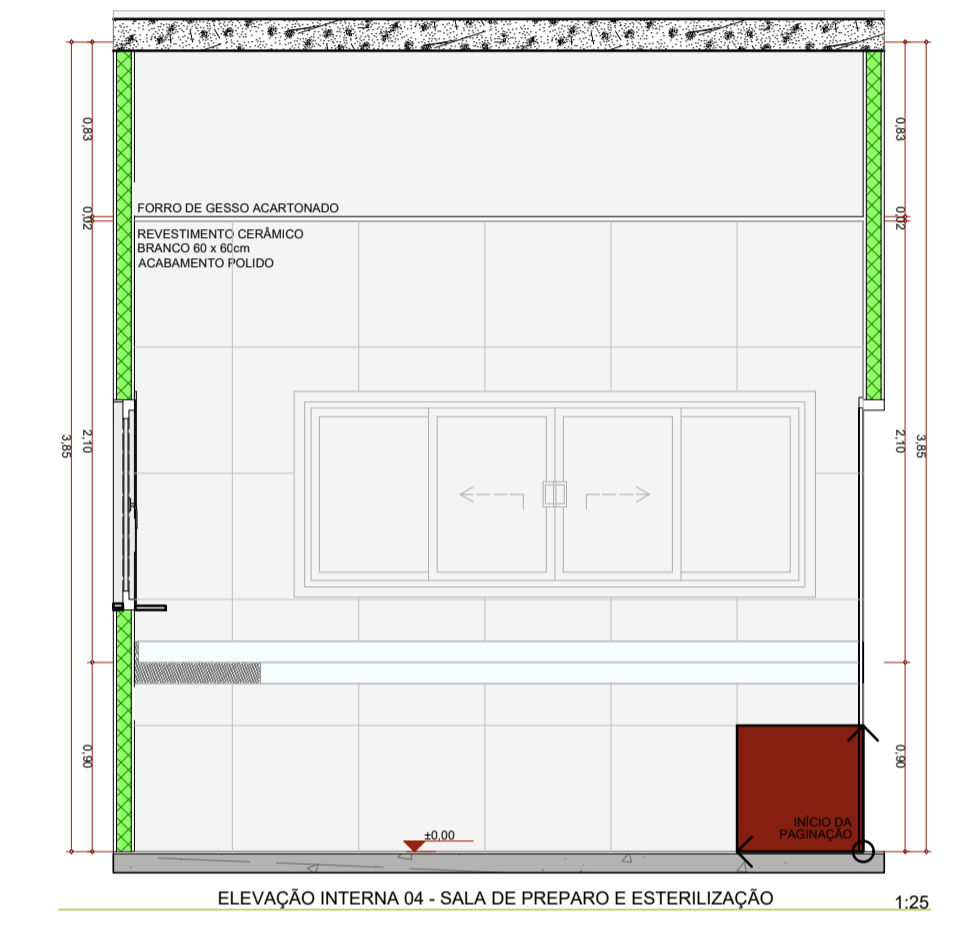 0,83
0,83
0,02
0,02
FORRO DE GESSO ACARTONADO
REVESTIMENTO CERÂMICO
BRANCO 60 x 60cm
ACABAMENTO POLIDO
3,85
2,10
2,10
3,85
0,90
0,90
±0,00
INÍCIO DA
PAGINAÇÃO
ELEVAÇÃO INTERNA 04 - SALA DE PREPARO E ESTERILIZAÇÃO
1:25